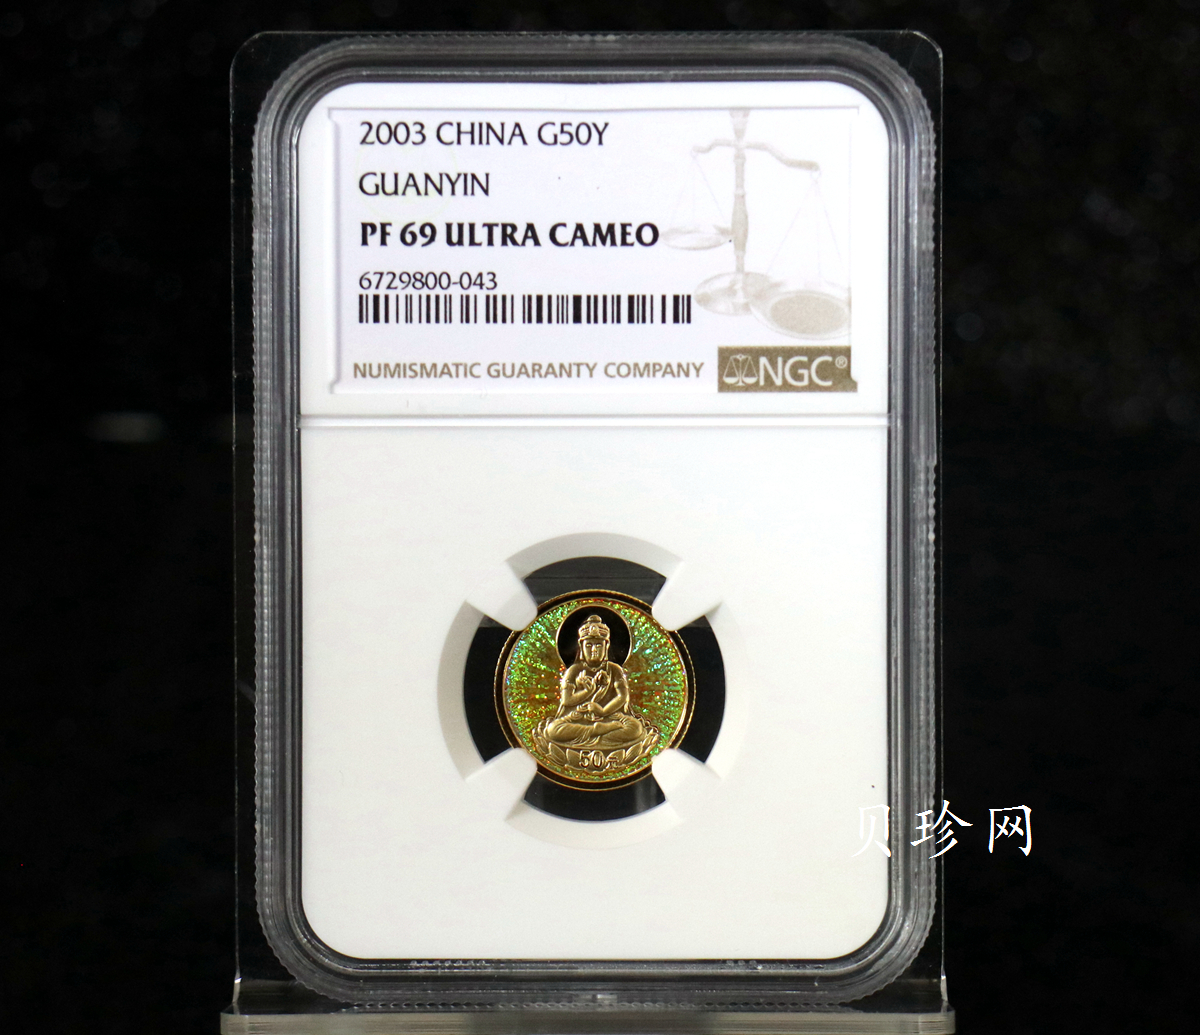 2003 CHINA G50Y
GUANYIN
PF 69 ULTRA CAMEO
6729800-043
NUMISMATIC GUARANTY COMPANY
NGC®
50元
贝珍网